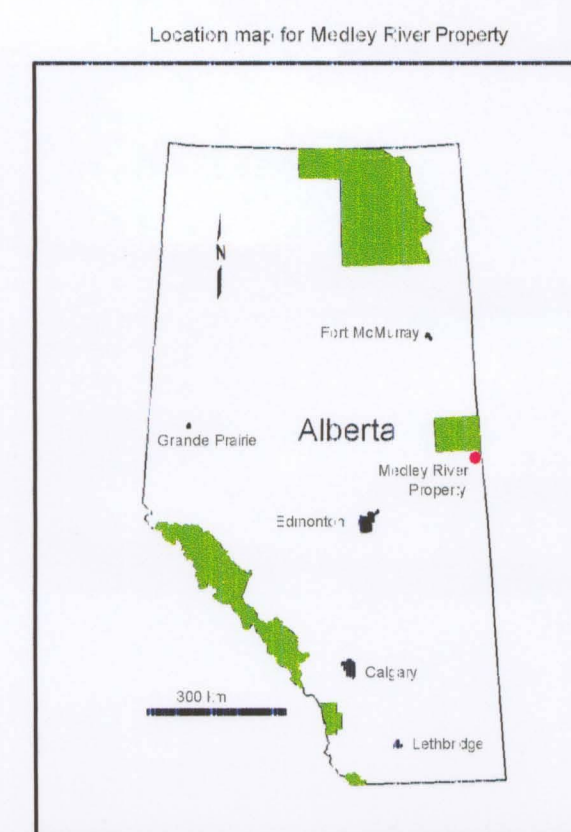 Location map for Medley River Property
N
Fort McMurray
Alberta
Grande Prairie
Medley River
Property
Edmonton
Calgary
300 km
Lethbridge